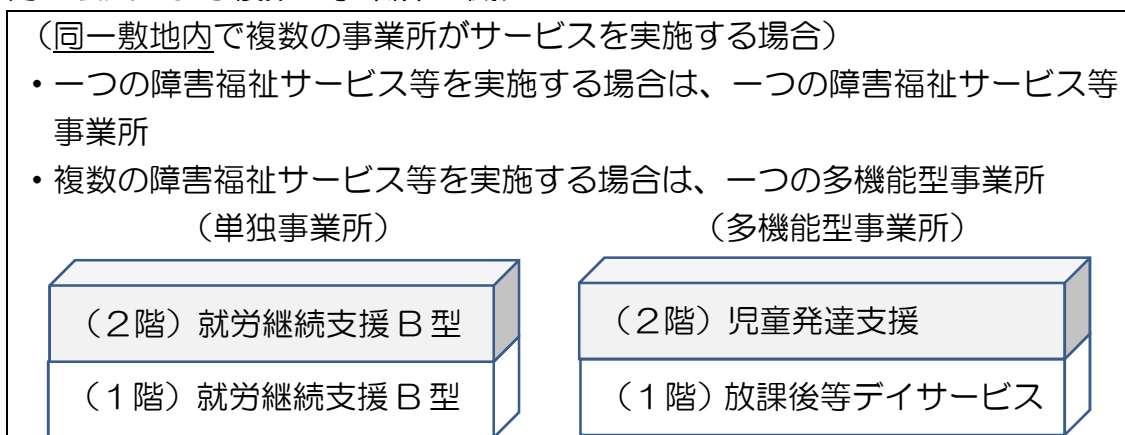 （同一敷地内で複数の事業所がサービスを実施する場合）
・一つの障害福祉サービス等を実施する場合は、一つの障害福祉サービス等
事業所
・複数の障害福祉サービス等を実施する場合は、一つの多機能型事業所
（単独事業所）　（多機能型事業所）
（２階）就労継続支援Ｂ型　（２階）児童発達支援
（１階）就労継続支援Ｂ型　（１階）放課後等デイサービス